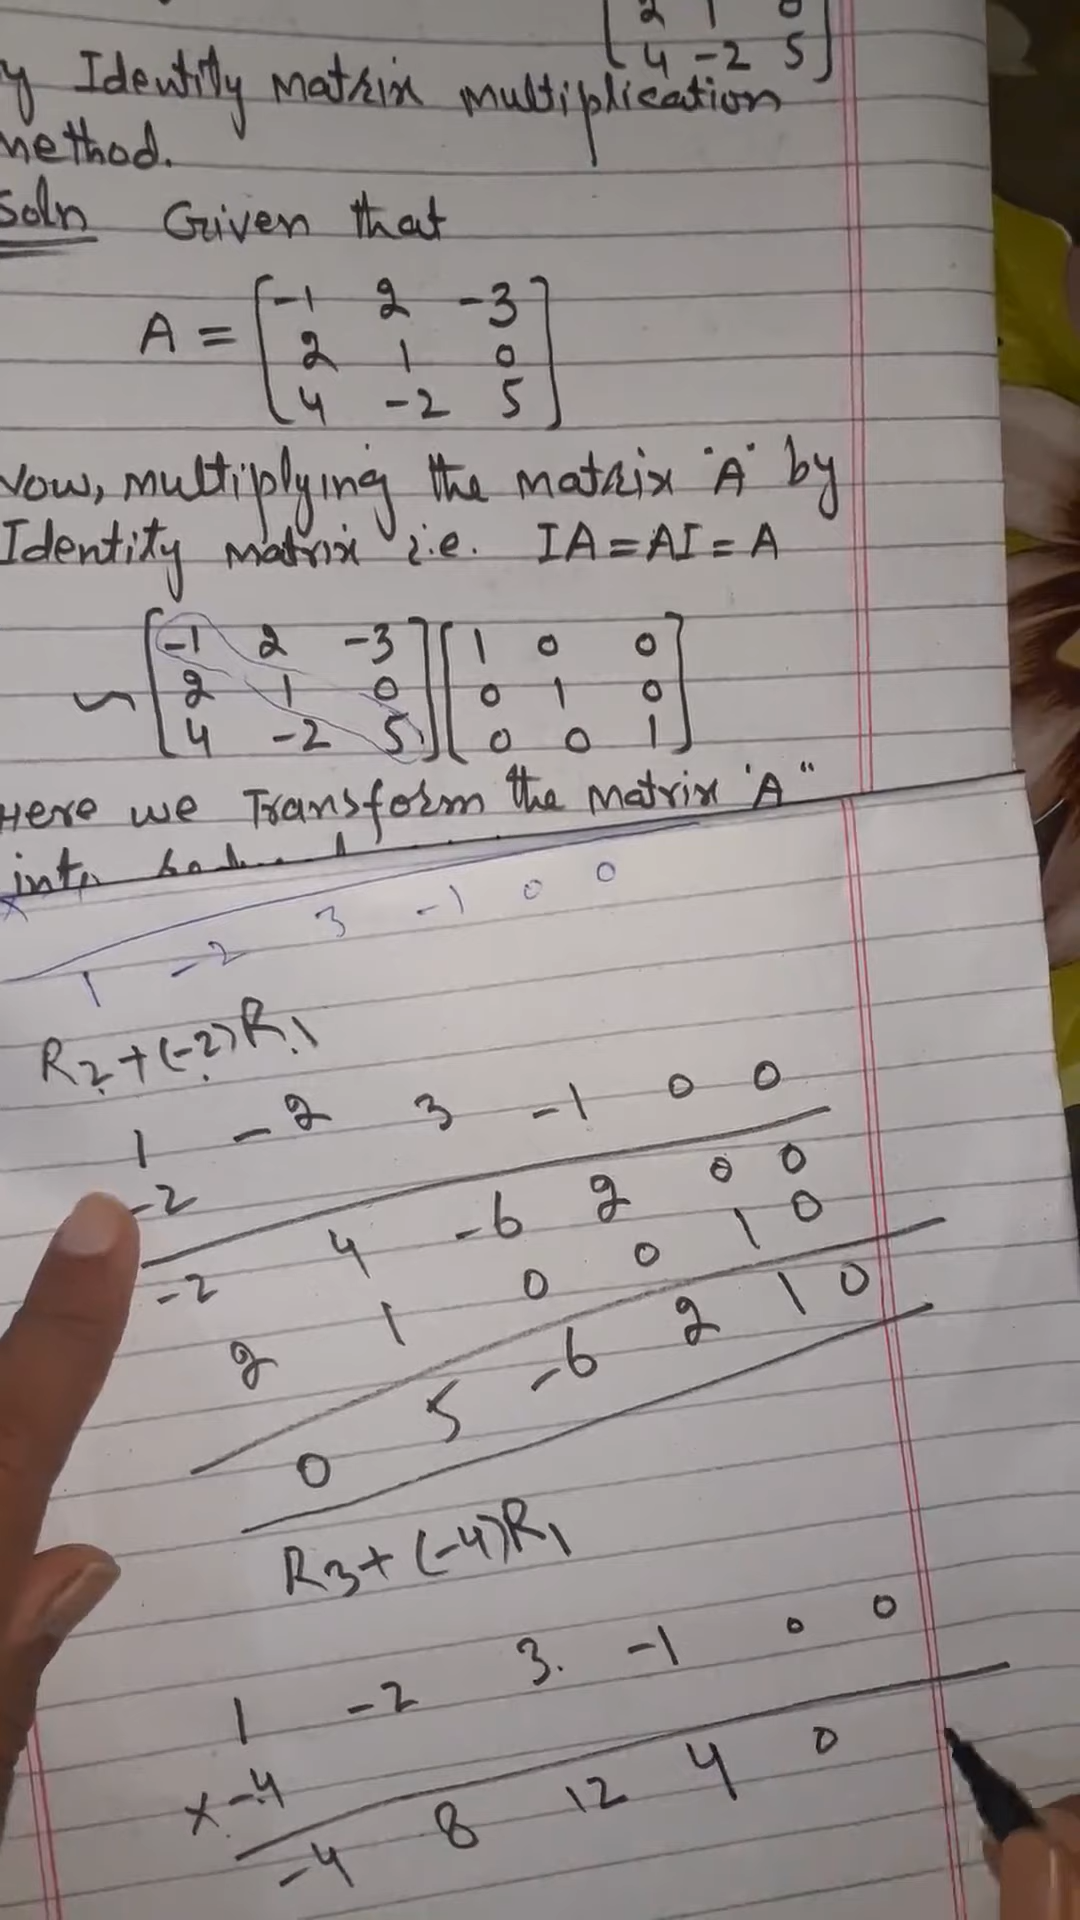 2 1 0
4 -2 5
y Identity matrix multiplication
method.
Soln Given that
A = [-1 2 -3
2 1 0
4 -2 5]
Now, multiplying the matrix "A" by
Identity matrix i.e. IA = AI = A
~ [-1 2 -3] [1 0 0]
[2 1 0] [0 1 0]
[4 -2 5] [0 0 1]
Here we Transform the matrix "A"
into
1 -2 3 -1 0 0
R2 + (-2) R1
1 -2 3 -1 0 0
-2
-2 4 -6 2 0 0
2 1 0 0 1 0
0 5 -6 2 1 0
R3 + (-4) R1
1 -2 3. -1 0 0
x -4
-4 8 12 4 0